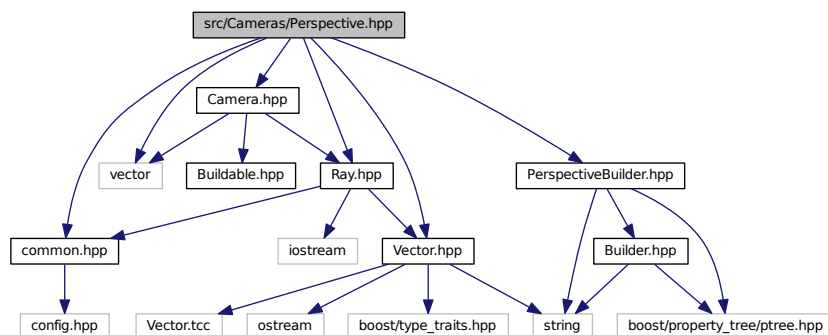 src/Cameras/Perspective.hpp
Camera.hpp
vector
Buildable.hpp
Ray.hpp
PerspectiveBuilder.hpp
common.hpp
iostream
Vector.hpp
Builder.hpp
config.hpp
Vector.tcc
ostream
boost/type_traits.hpp
string
boost/property_tree/ptree.hpp